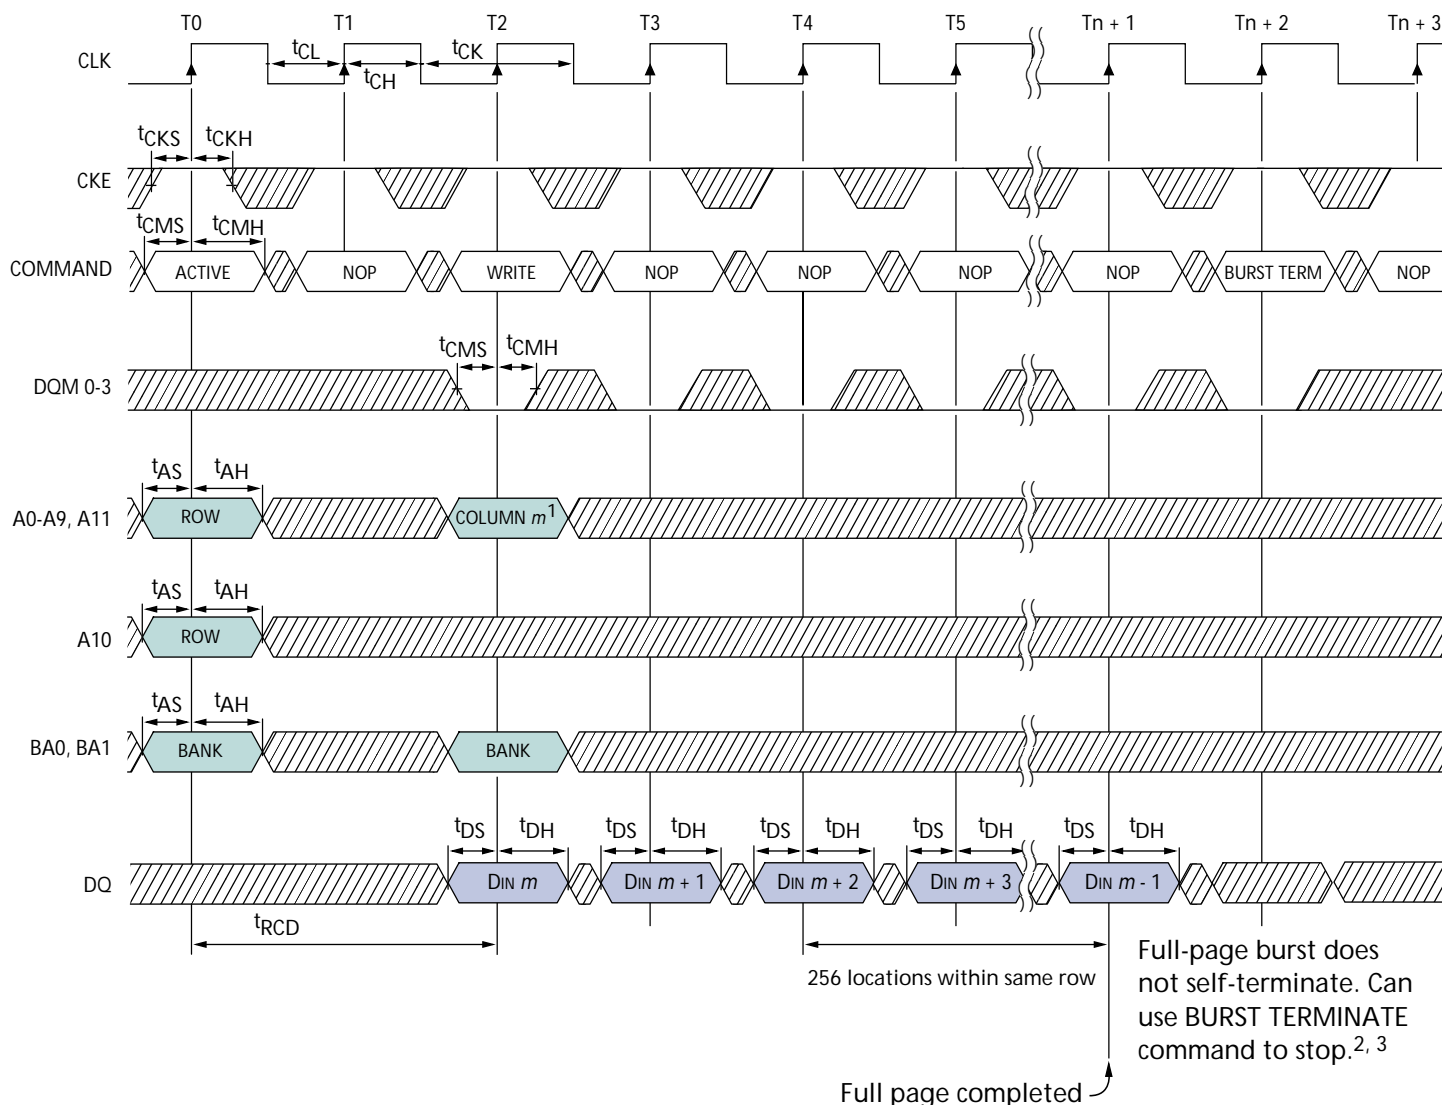 T0 T1 T2 T3 T4 T5 Tn + 1 Tn + 2 Tn + 3
CLK
tCL
tCH
tCK
tCKS tCKH
CKE
tCMS tCMH
COMMAND ACTIVE NOP WRITE NOP NOP NOP NOP BURST TERM NOP
tCMS tCMH
DQM 0-3
tAS tAH
A0-A9, A11 ROW COLUMN m1
tAS tAH
A10 ROW
tAS tAH
BA0, BA1 BANK BANK
tDS tDH tDS tDH tDS tDH tDS tDH tDS tDH
DQ DIN m DIN m + 1 DIN m + 2 DIN m + 3 DIN m - 1
tRCD
256 locations within same row
Full-page burst does
not self-terminate. Can
use BURST TERMINATE
command to stop.2, 3
Full page completed